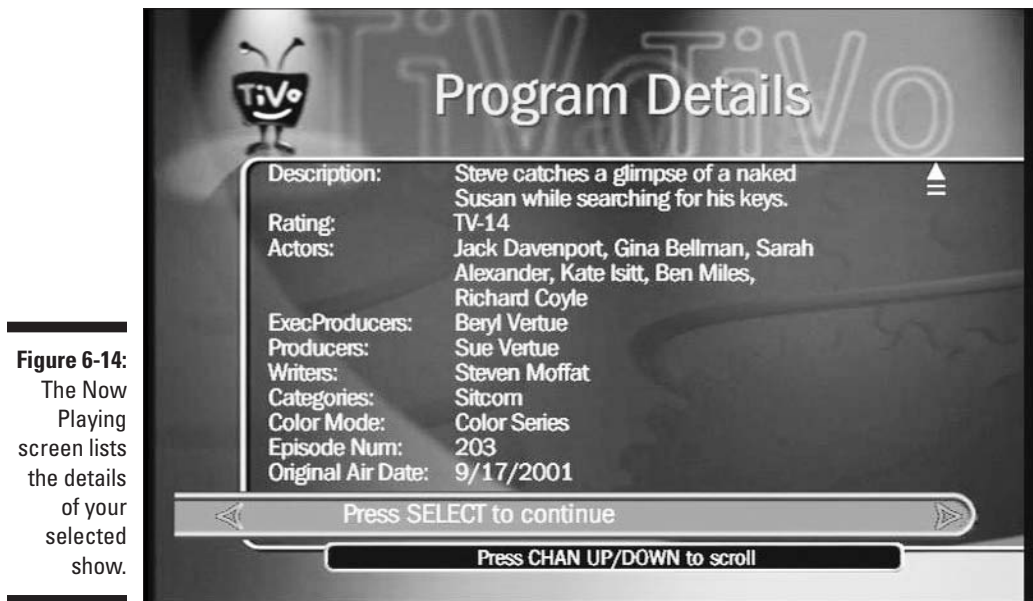 TiVo TiVo
TiVo
Program Details
Description: Steve catches a glimpse of a naked
Susan while searching for his keys.
Rating: TV-14
Actors: Jack Davenport, Gina Bellman, Sarah
Alexander, Kate Isitt, Ben Miles,
Richard Coyle
ExecProducers: Beryl Vertue
Producers: Sue Vertue
Writers: Steven Moffat
Categories: Sitcom
Color Mode: Color Series
Episode Num: 203
Original Air Date: 9/17/2001
Press SELECT to continue
Press CHAN UP/DOWN to scroll
Figure 6-14:
The Now
Playing
screen lists
the details
of your
selected
show.